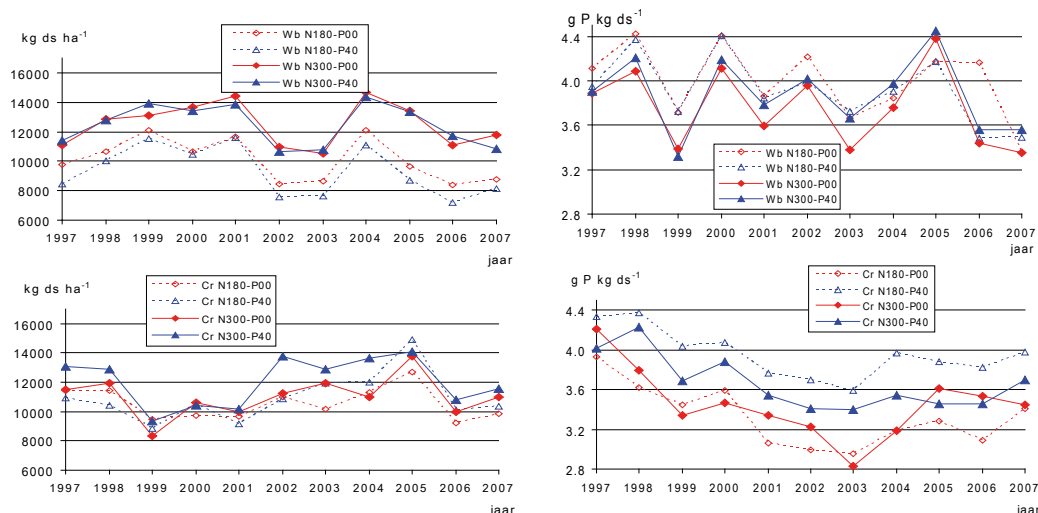 kg ds ha⁻¹
Wb N180-P00
Wb N180-P40
Wb N300-P00
Wb N300-P40
16000
14000
12000
10000
8000
6000
1997 1998 1999 2000 2001 2002 2003 2004 2005 2006 2007
jaar
g P kg ds⁻¹
4.4
4.0
3.6
3.2
2.8
Wb N180-P00
Wb N180-P40
Wb N300-P00
Wb N300-P40
1997 1998 1999 2000 2001 2002 2003 2004 2005 2006 2007
jaar
kg ds ha⁻¹
Cr N180-P00
Cr N180-P40
Cr N300-P00
Cr N300-P40
16000
14000
12000
10000
8000
6000
1997 1998 1999 2000 2001 2002 2003 2004 2005 2006 2007
jaar
g P kg ds⁻¹
Cr N180-P00
Cr N180-P40
Cr N300-P00
Cr N300-P40
4.4
4.0
3.6
3.2
2.8
1997 1998 1999 2000 2001 2002 2003 2004 2005 2006 2007
jaar